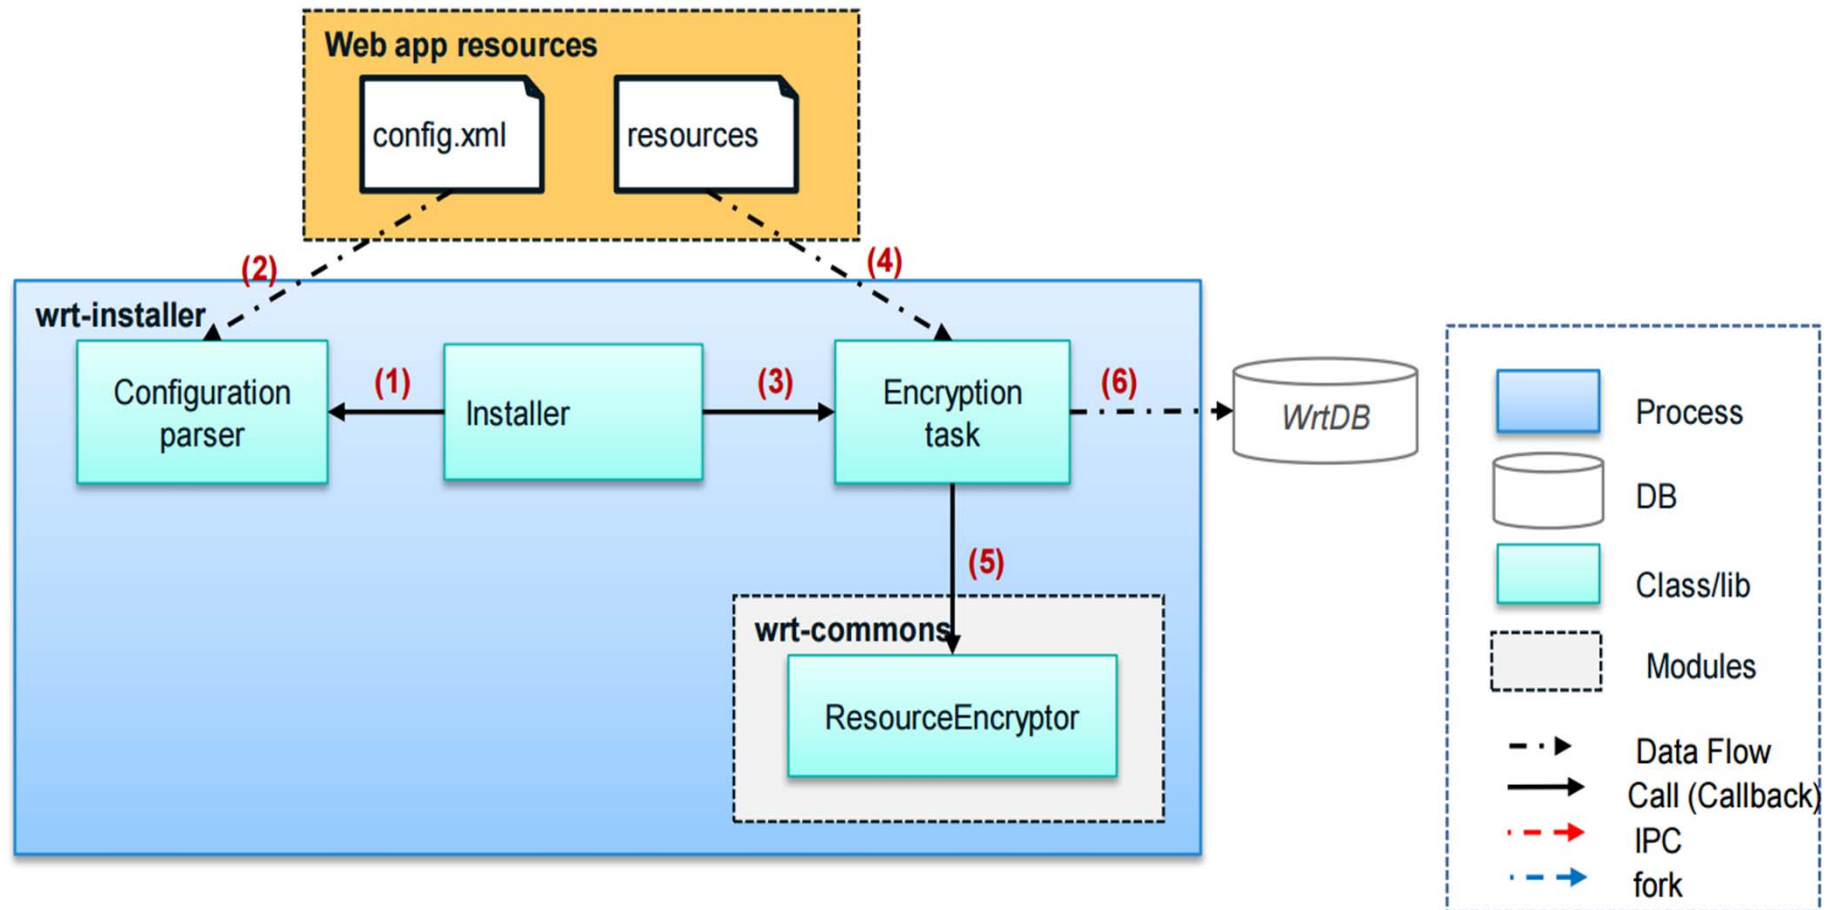 Web app resources
config.xml
resources
(2)
(4)
wrt-installer
Configuration
parser
(1)
Installer
(3)
Encryption
task
(6)
WrtDB
(5)
wrt-commons
ResourceEncryptor
Process
DB
Class/lib
Modules
Data Flow
Call (Callback)
IPC
fork